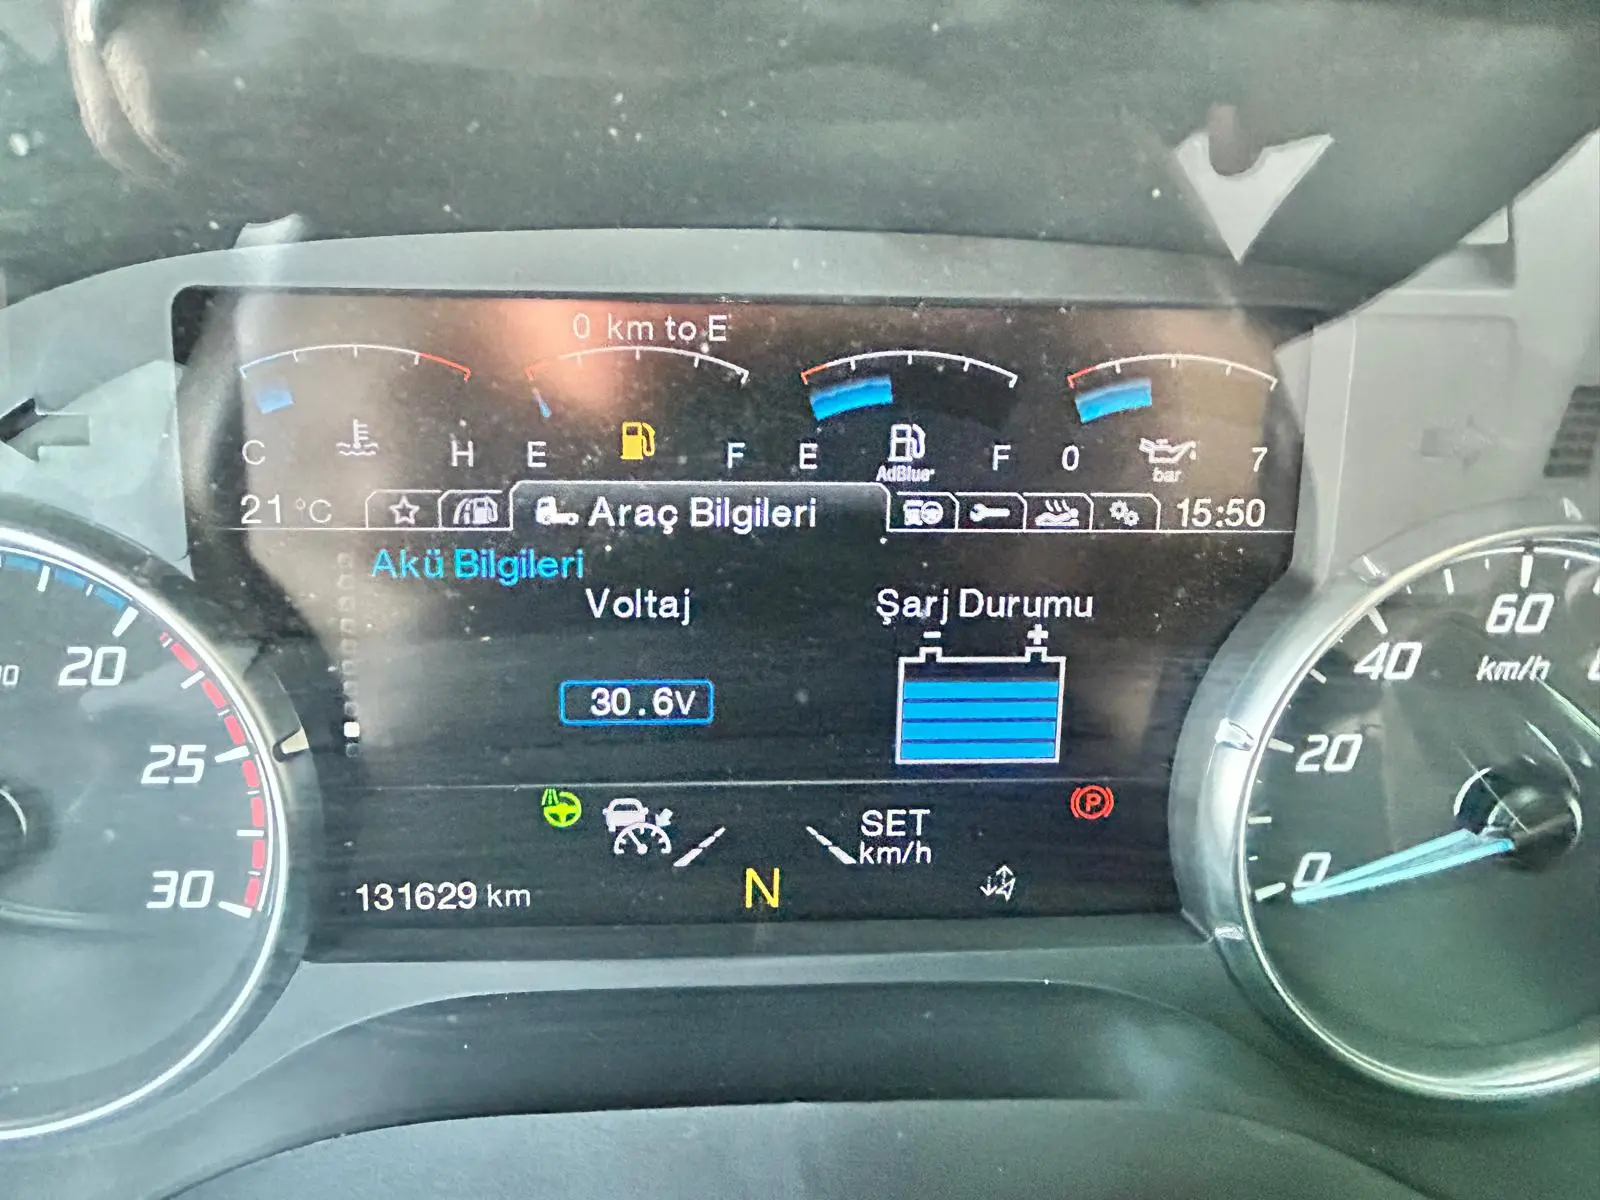 0 km to E
C H E F E AdBlue F 0 bar 7
21 °C Araç Bilgileri 15:50
Akü Bilgileri
Voltaj Şarj Durumu
- +
30.6V
SET
km/h
P
131629 km N
20
25
30
0
20
40
60
km/h